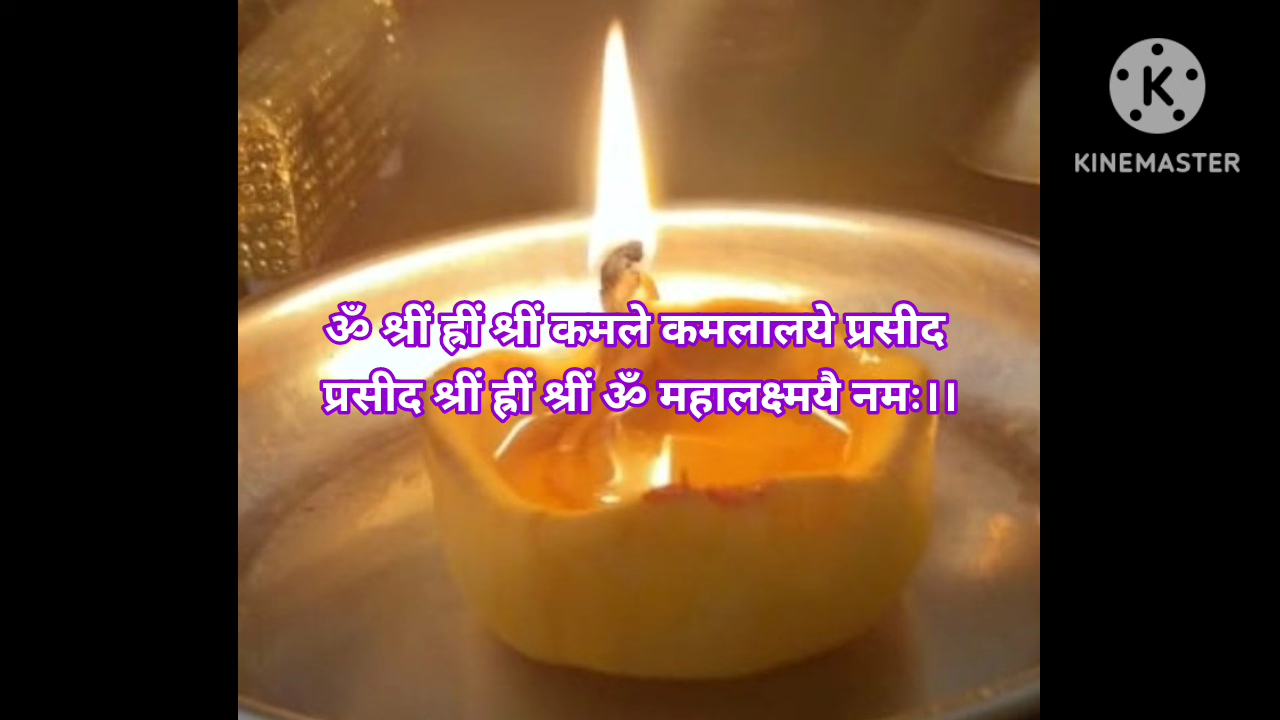 ॐ श्रीं ह्रीं श्रीं कमले कमलालये प्रसीद
प्रसीद श्रीं ह्रीं श्रीं ॐ महालक्ष्मयै नमः।।
K
KINEMASTER